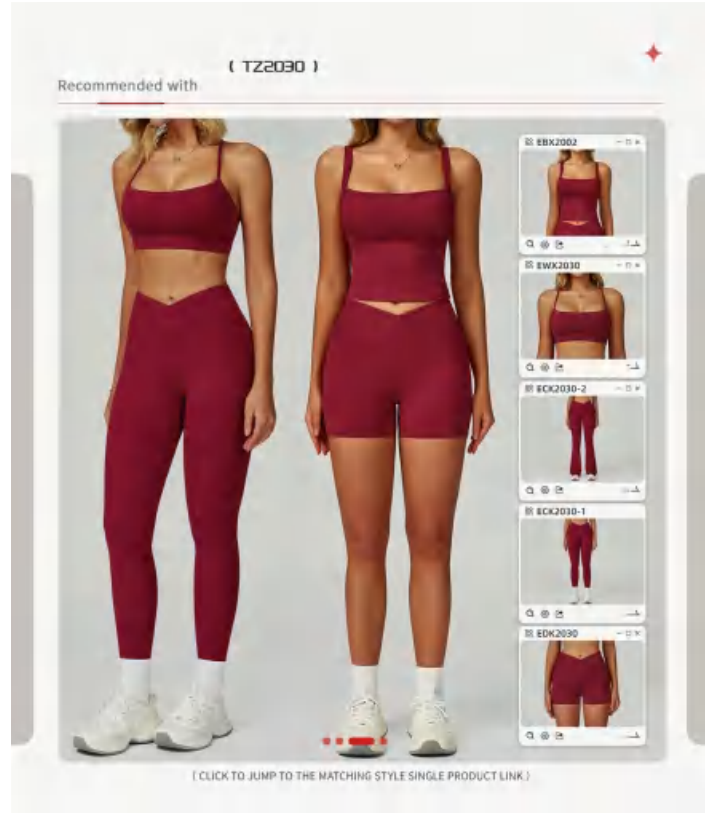 ( TZ2030 )
Recommended with
EBX2002
EWX2030
ECK2030-2
ECK2030-1
EDK2030
( CLICK TO JUMP TO THE MATCHING STYLE SINGLE PRODUCT LINK )